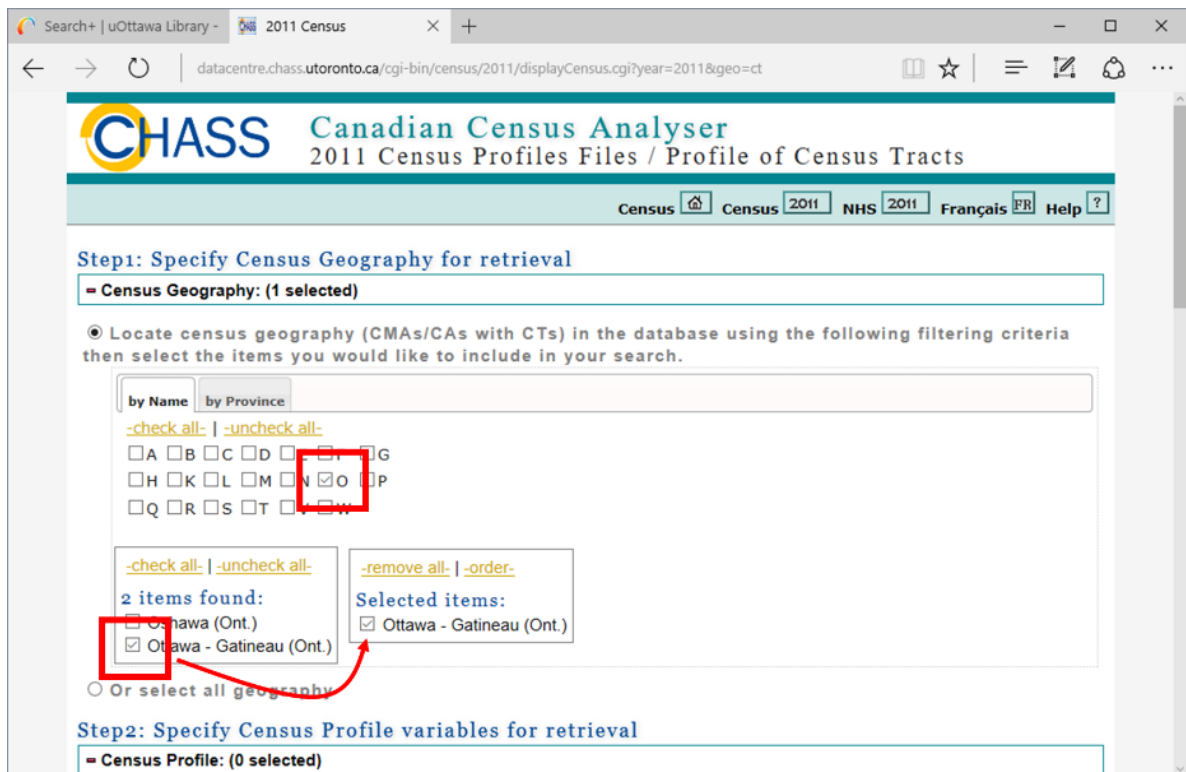 Search+ | uOttawa Library -
2011 Census
datacentre.chass.utoronto.ca/cgi-bin/census/2011/displayCensus.cgi?year=2011&geo=ct
CHASS
Canadian Census Analyser
2011 Census Profiles Files / Profile of Census Tracts
Census Census 2011 NHS 2011 Français FR Help ?
Step1: Specify Census Geography for retrieval
Census Geography: (1 selected)
Locate census geography (CMAs/CAs with CTs) in the database using the following filtering criteria
then select the items you would like to include in your search.
by Name by Province
-check all- | -uncheck all-
A B C D E F G
H K L M N O P
Q R S T V W
-check all- | -uncheck all-
2 items found:
Oshawa (Ont.)
Ottawa - Gatineau (Ont.)
-remove all- | -order-
Selected items:
Ottawa - Gatineau (Ont.)
Or select all geography
Step2: Specify Census Profile variables for retrieval
Census Profile: (0 selected)